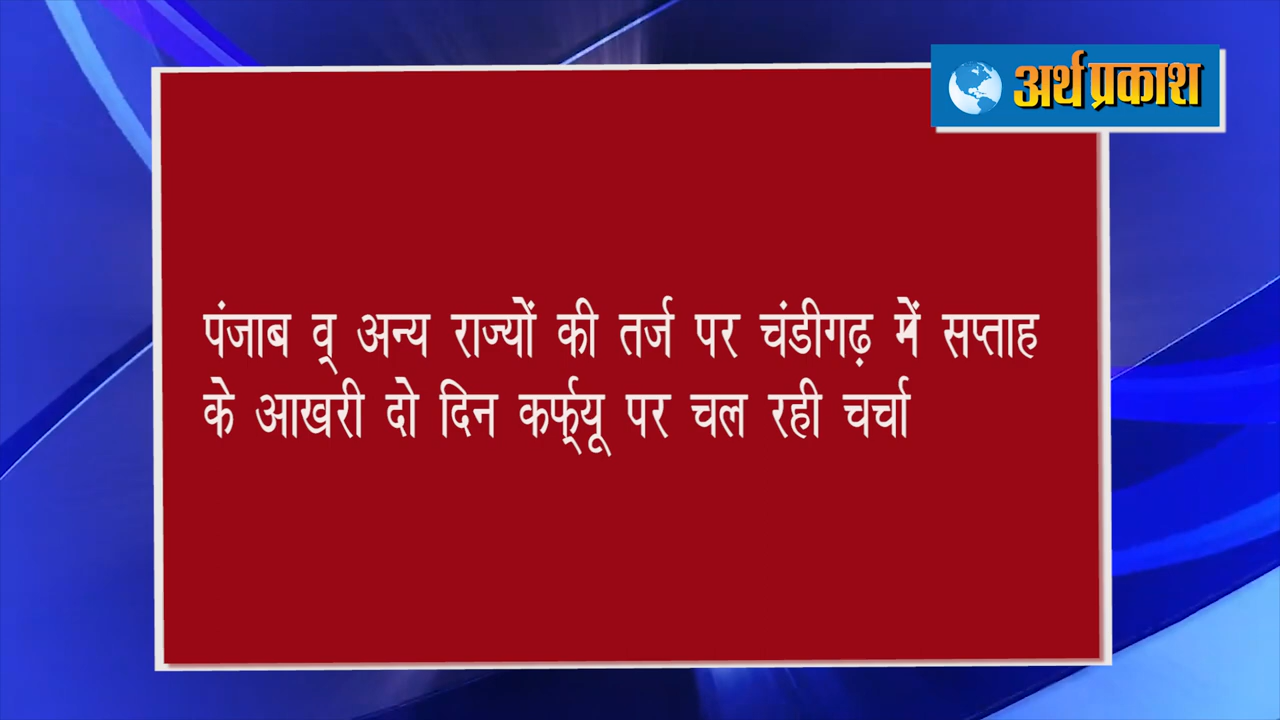 अर्थ प्रकाश
पंजाब व् अन्य राज्यों की तर्ज पर चंडीगढ़ में सप्ताह
के आखरी दो दिन कर्फ्यू पर चल रही चर्चा